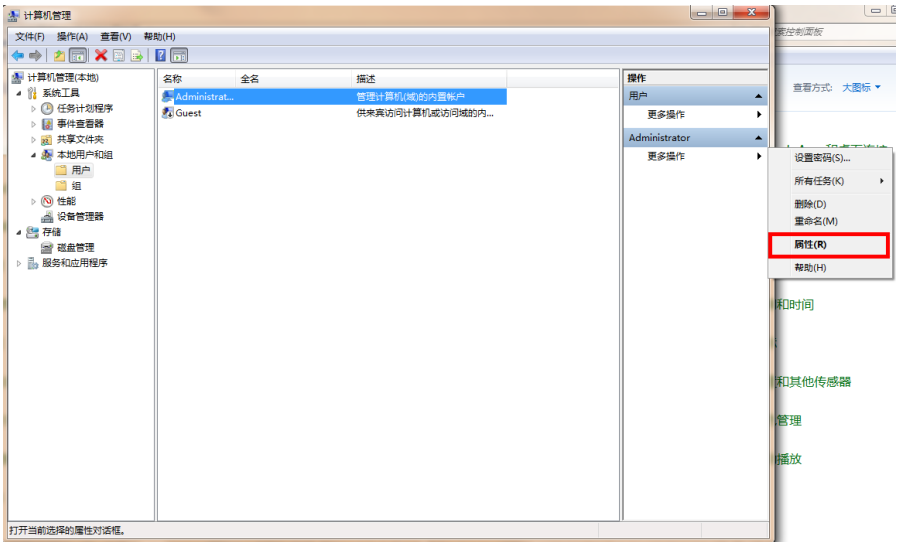 计算机管理
文件(F) 操作(A) 查看(V) 帮助(H)
计算机管理(本地)
系统工具
任务计划程序
事件查看器
共享文件夹
本地用户和组
用户
组
性能
设备管理器
存储
磁盘管理
服务和应用程序
名称 全名 描述
Administrat... 管理计算机(域)的内置帐户
Guest 供来宾访问计算机或访问域的内...
操作
用户
更多操作
Administrator
更多操作
控制面板
查看方式: 大图标
设置密码(S)...
所有任务(K)
删除(D)
重命名(M)
属性(R)
帮助(H)
和时间
和其他传感器
管理
播放
打开当前选择的属性对话框。